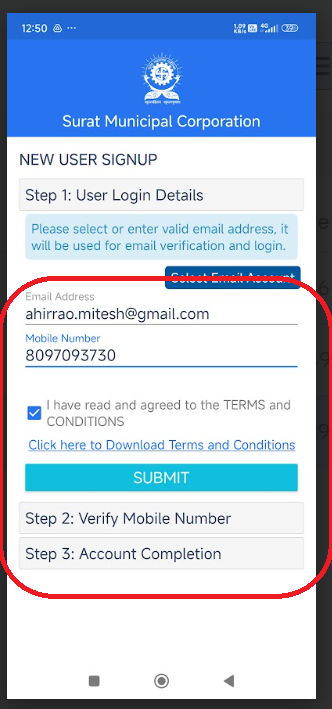 12:50
1.09
KB/s
4G
Surat Municipal Corporation
NEW USER SIGNUP
Step 1: User Login Details
Please select or enter valid email address, it
will be used for email verification and login.
Select Email Account
Email Address
ahirrao.mitesh@gmail.com
Mobile Number
8097093730
I have read and agreed to the TERMS and
CONDITIONS
Click here to Download Terms and Conditions
SUBMIT
Step 2: Verify Mobile Number
Step 3: Account Completion